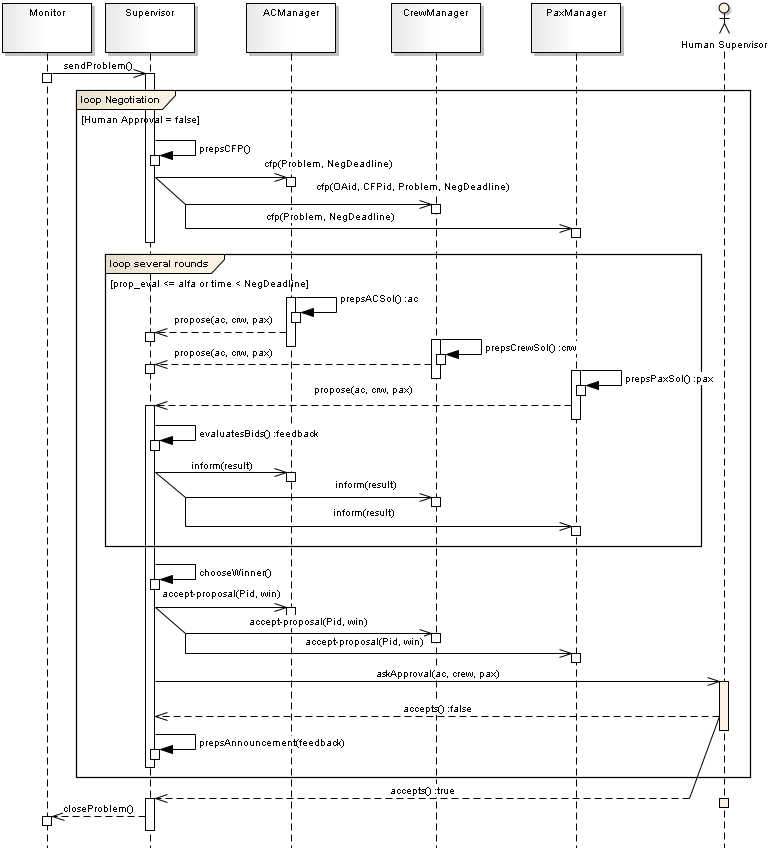 Monitor
Supervisor
ACManager
CrewManager
PaxManager
Human Supervisor
sendProblem()
loop Negotiation
[Human Approval = false]
prepsCFP()
cfp(Problem, NegDeadline)
cfp(OAid, CFPid, Problem, NegDeadline)
cfp(Problem, NegDeadline)
loop several rounds
[prop_eval <= alfa or time < NegDeadline]
prepsACSol() :ac
propose(ac, crw, pax)
prepsCrewSol() :crw
propose(ac, crw, pax)
prepsPaxSol() :pax
propose(ac, crw, pax)
evaluatesBids() :feedback
inform(result)
inform(result)
inform(result)
chooseWinner()
accept-proposal(Pid, win)
accept-proposal(Pid, win)
accept-proposal(Pid, win)
askApproval(ac, crew, pax)
accepts() :false
prepsAnnouncement(feedback)
accepts() :true
closeProblem()